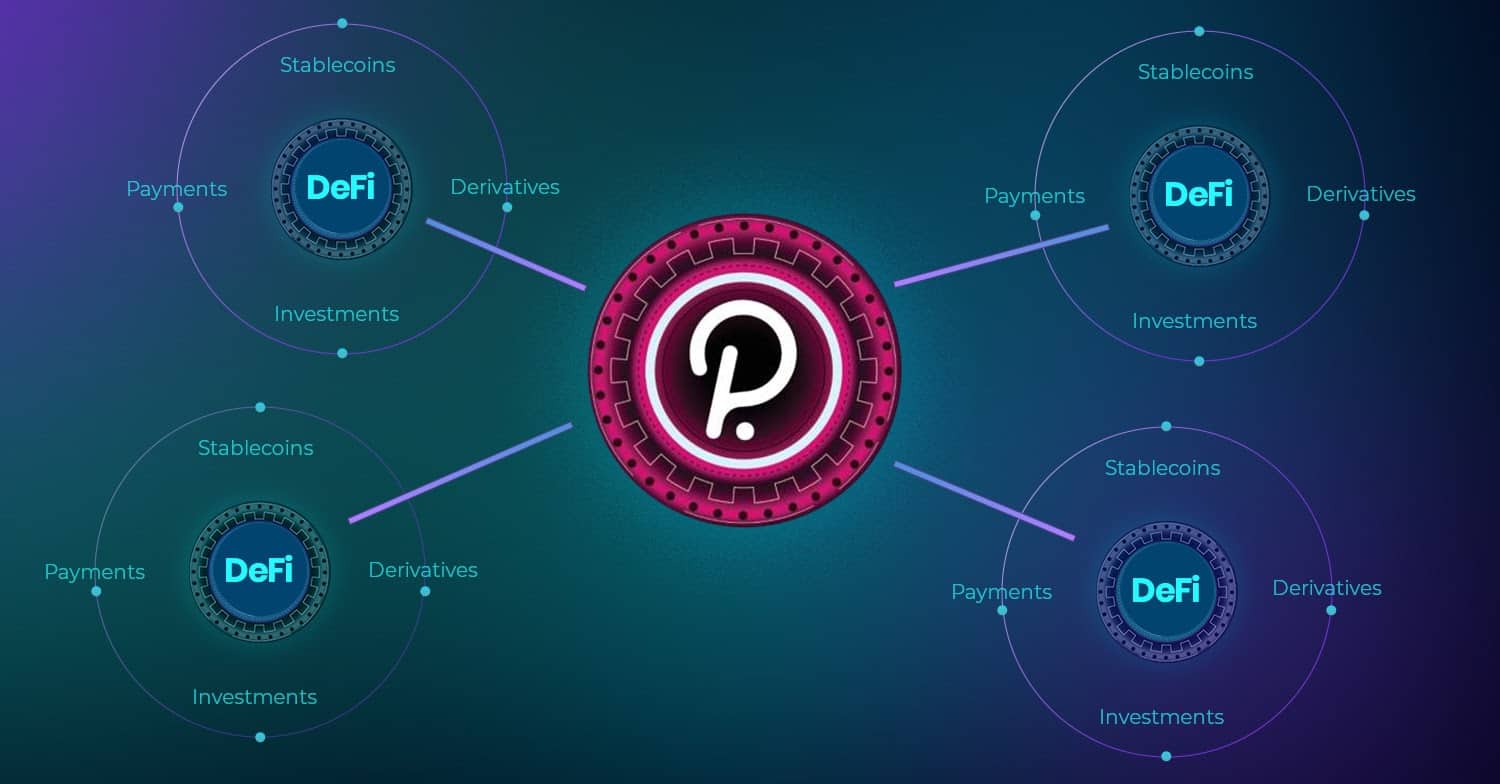 Stablecoins
Payments
DeFi
Derivatives
Investments
Stablecoins
Payments
DeFi
Derivatives
Investments
Stablecoins
Payments
DeFi
Derivatives
Investments
Stablecoins
Payments
DeFi
Derivatives
Investments